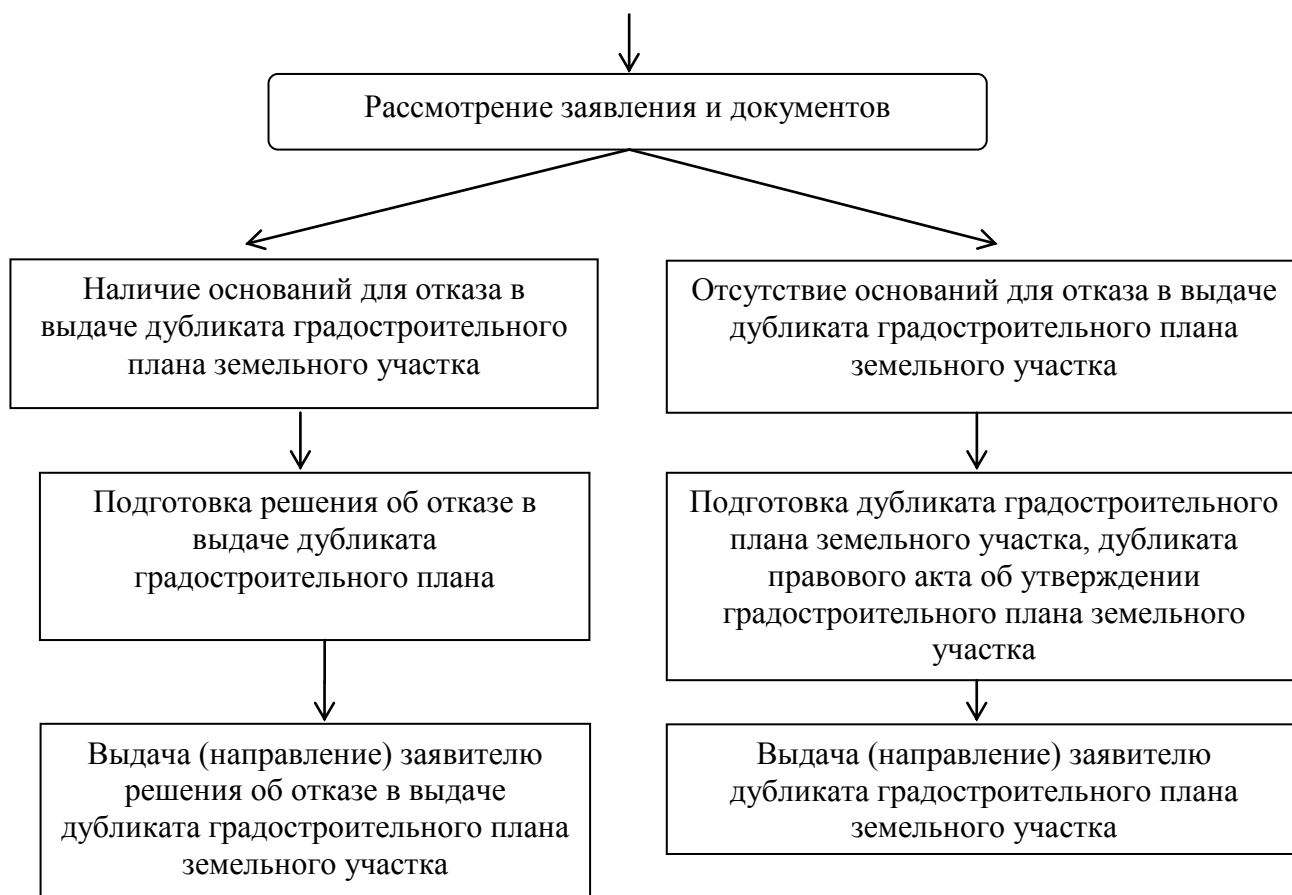 Рассмотрение заявления и документов
Наличие оснований для отказа в
выдаче дубликата градостроительного
плана земельного участка
Отсутствие оснований для отказа в выдаче
дубликата градостроительного плана
земельного участка
Подготовка решения об отказе в
выдаче дубликата
градостроительного плана
Подготовка дубликата градостроительного
плана земельного участка, дубликата
правового акта об утверждении
градостроительного плана земельного
участка
Выдача (направление) заявителю
решения об отказе в выдаче
дубликата градостроительного плана
земельного участка
Выдача (направление) заявителю
дубликата градостроительного плана
земельного участка